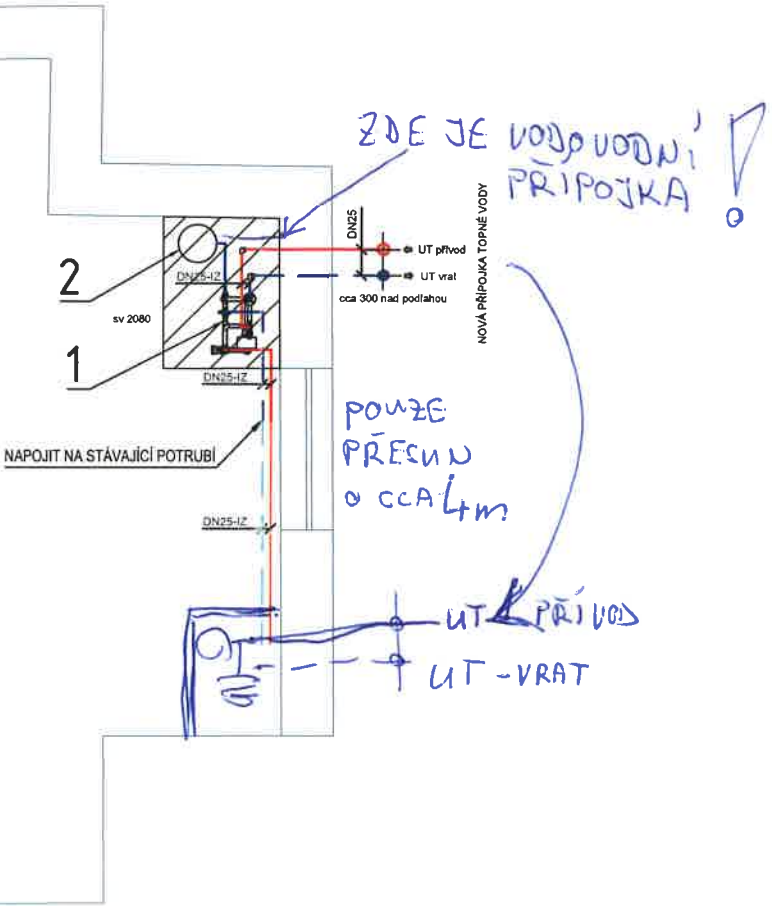 ZDE JE VODOVODNÍ
PŘÍPOJKA !
2
DN25-IZ
sv 2080
1
DN25
UT přívod
UT vrat
cca 300 nad podlahou
NOVÁ PŘÍPOJKA TOPNÉ VODY
DN25-IZ
NAPOJIT NA STÁVAJÍCÍ POTRUBÍ
POUZE
PŘESUN
O CCA 4m
DN25-IZ
UT PŘÍVOD
UT - VRAT